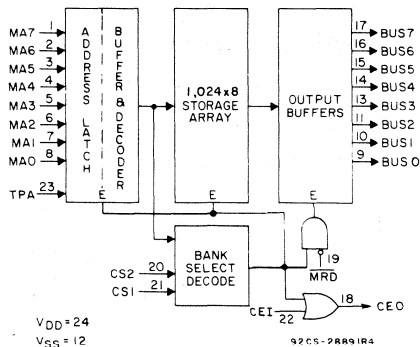 MA7 1
MA6 2
MA5 3
MA4 4
MA3 5
MA2 6
MA1 7
MA0 8
TPA 23
ADDRESS LATCH
BUFFER & DECODER
E
1,024x8
STORAGE
ARRAY
E
OUTPUT
BUFFERS
E
17 BUS7
16 BUS6
15 BUS5
14 BUS4
13 BUS3
11 BUS2
10 BUS1
9 BUS0
CS2 20
CS1 21
BANK
SELECT
DECODE
19
MRD
CEI 22
18 CEO
VDD = 24
VSS = 12
92CS-28891R4